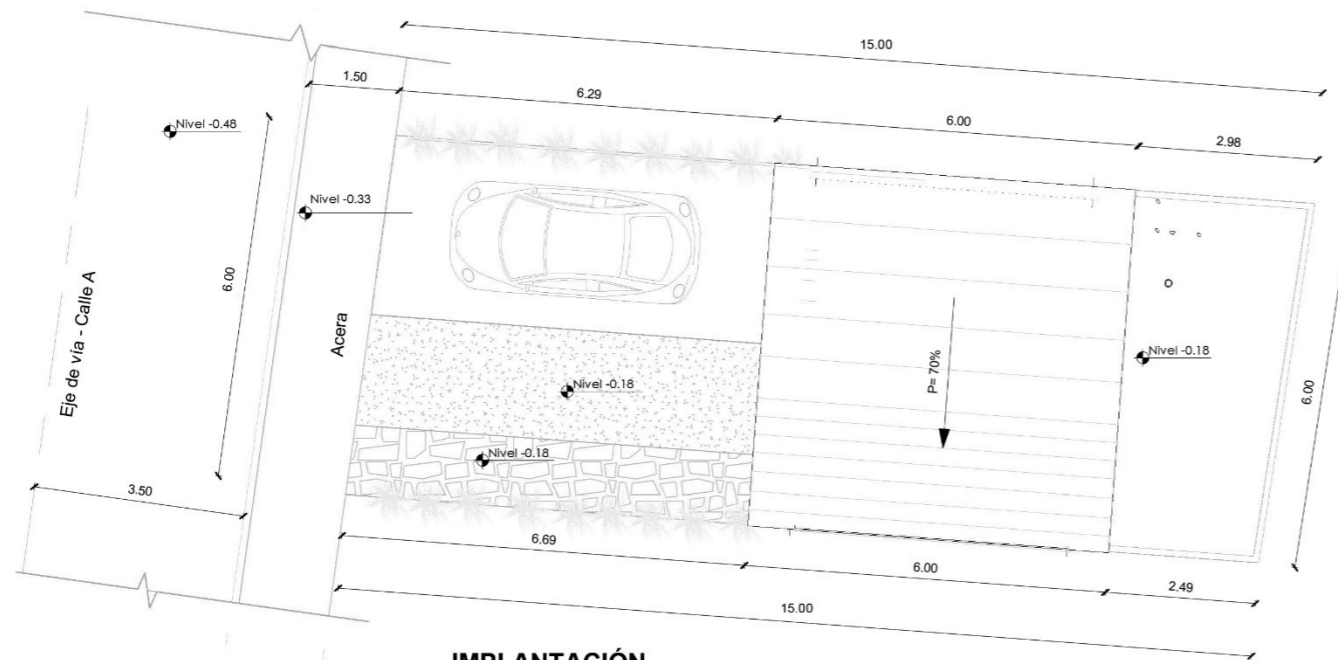 15.00
1.50
6.29
6.00
2.98
Nivel -0.48
Nivel -0.33
6.00
Eje de vía - Calle A
Acera
Nivel -0.18
P= 70%
Nivel -0.18
6.00
Nivel -0.18
3.50
6.69
6.00
2.49
15.00
IMPLANTACIÓN